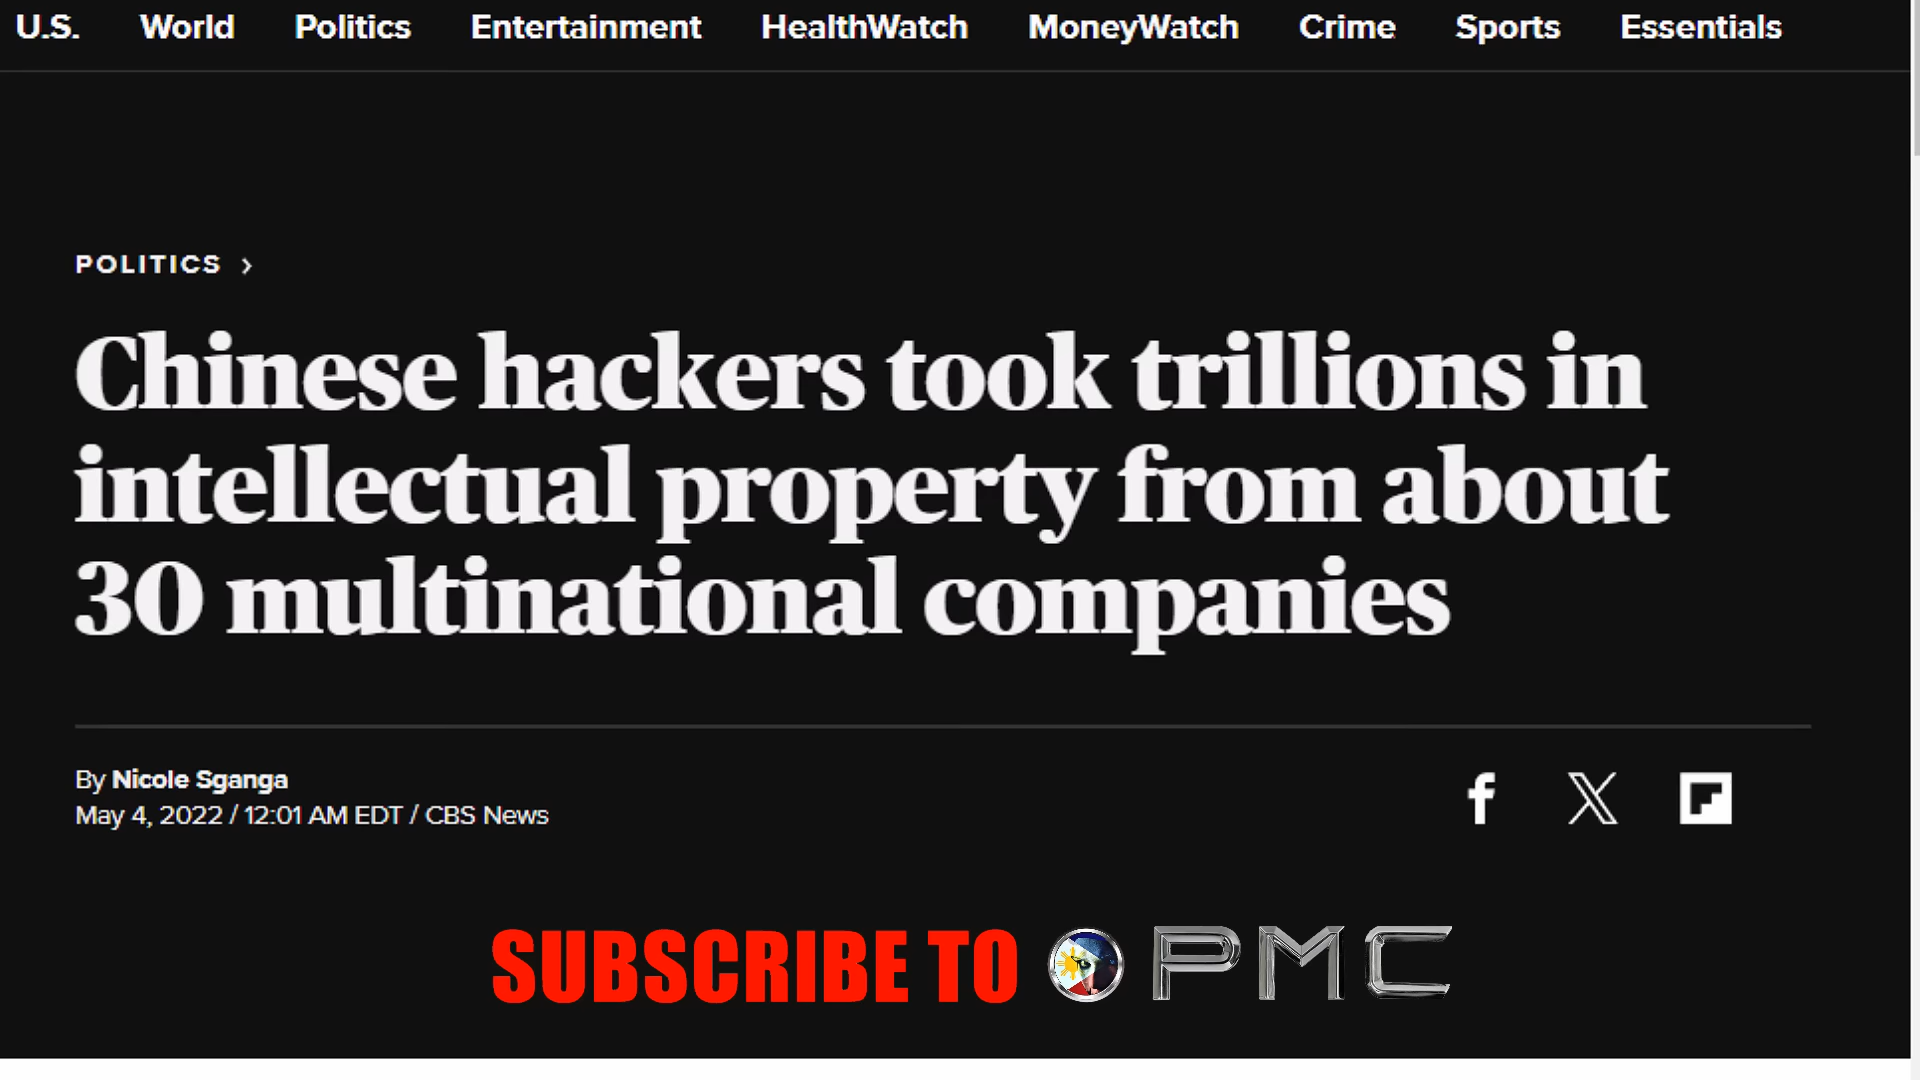 U.S. World Politics Entertainment HealthWatch MoneyWatch Crime Sports Essentials
POLITICS >
Chinese hackers took trillions in
intellectual property from about
30 multinational companies
By Nicole Sganga
May 4, 2022 / 12:01 AM EDT / CBS News
SUBSCRIBE TO PMC